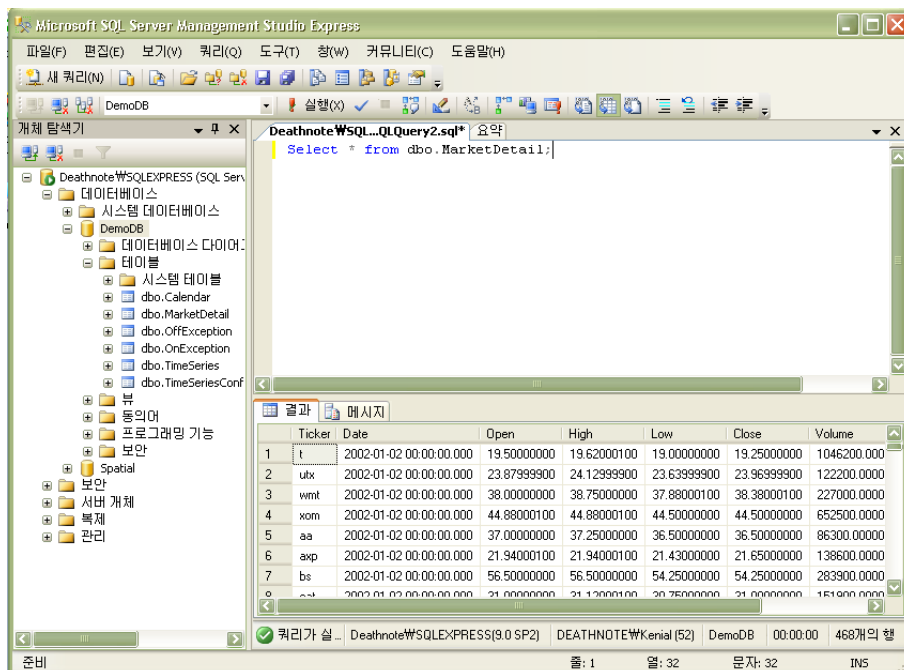 Microsoft SQL Server Management Studio Express
파일(F) 편집(E) 보기(V) 쿼리(Q) 도구(T) 창(W) 커뮤니티(C) 도움말(H)
새 쿼리(N)
DemoDB 실행(X)
개체 탐색기
Deathnote₩SQLEXPRESS (SQL Serv
데이터베이스
시스템 데이터베이스
DemoDB
데이터베이스 다이어그
테이블
시스템 테이블
dbo.Calendar
dbo.MarketDetail
dbo.OffException
dbo.OnException
dbo.TimeSeries
dbo.TimeSeriesConf
뷰
동의어
프로그래밍 기능
보안
Spatial
보안
서버 개체
복제
관리
Deathnote₩SQL...QLQuery2.sql* 요약
Select * from dbo.MarketDetail;
결과 메시지
Ticker Date Open High Low Close Volume
1 t 2002-01-02 00:00:00.000 19.50000000 19.62000100 19.00000000 19.25000000 1046200.000
2 utx 2002-01-02 00:00:00.000 23.87999900 24.12999900 23.63999900 23.96999900 122200.0000
3 wmt 2002-01-02 00:00:00.000 38.00000000 38.75000000 37.88000100 38.38000100 227000.0000
4 xom 2002-01-02 00:00:00.000 44.88000100 44.88000100 44.50000000 44.50000000 652500.0000
5 aa 2002-01-02 00:00:00.000 37.00000000 37.25000000 36.50000000 36.50000000 86300.00000
6 axp 2002-01-02 00:00:00.000 21.94000100 21.94000100 21.43000000 21.65000000 138600.0000
7 bs 2002-01-02 00:00:00.000 56.50000000 56.50000000 54.25000000 54.25000000 283900.0000
쿼리가 실... Deathnote₩SQLEXPRESS(9.0 SP2) DEATHNOTE₩Kenial (52) DemoDB 00:00:00 468개의 행
준비 줄: 1 열: 32 문자: 32 INS